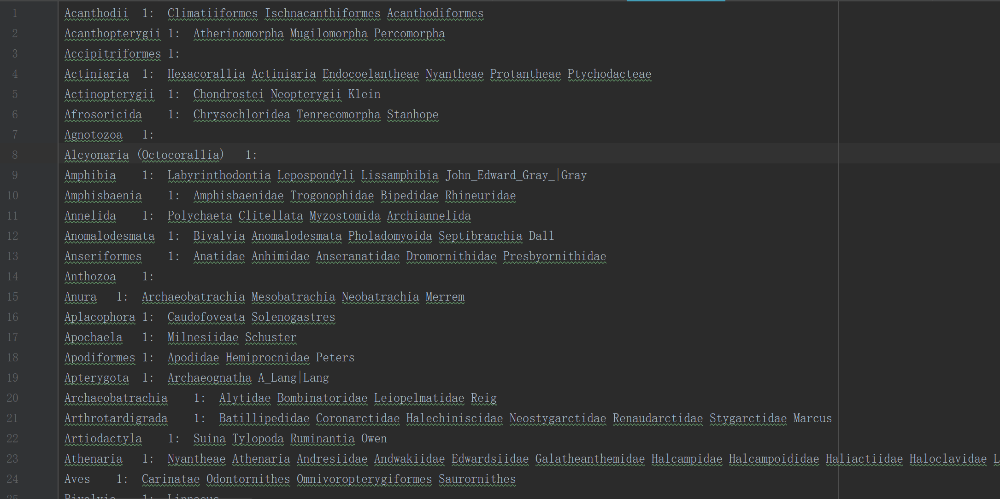 1 Acanthodii 1: Climatiiformes Ischnacanthiformes Acanthodiformes
2 Acanthopterygii 1: Atherinomorpha Mugilomorpha Percomorpha
3 Accipitriformes 1:
4 Actiniaria 1: Hexacorallia Actiniaria Endocoelantheae Nyantheae Protantheae Ptychodacteae
5 Actinopterygii 1: Chondrostei Neopterygii Klein
6 Afrosoricida 1: Chrysochloridea Tenrecomorpha Stanhope
7 Agnotozoa 1:
8 Alcyonaria (Octocorallia) 1:
9 Amphibia 1: Labyrinthodontia Lepospondyli Lissamphibia John_Edward_Gray_|Gray
10 Amphisbaenia 1: Amphisbaenidae Trogonophidae Bipedidae Rhineuridae
11 Annelida 1: Polychaeta Clitellata Myzostomida Archiannelida
12 Anomalodesmata 1: Bivalvia Anomalodesmata Pholadomyoida Septibranchia Dall
13 Anseriformes 1: Anatidae Anhimidae Anseranatidae Dromornithidae Presbyornithidae
14 Anthozoa 1:
15 Anura 1: Archaeobatrachia Mesobatrachia Neobatrachia Merrem
16 Aplacophora 1: Caudofoveata Solenogastres
17 Apochaela 1: Milnesiidae Schuster
18 Apodiformes 1: Apodidae Hemiprocnidae Peters
19 Apterygota 1: Archaeognatha A_Lang|Lang
20 Archaeobatrachia 1: Alytidae Bombinatoridae Leiopelmatidae Reig
21 Arthrotardigrada 1: Batillipedidae Coronarctidae Halechiniscidae Neostygarctidae Renaudarctidae Stygarctidae Marcus
22 Artiodactyla 1: Suina Tylopoda Ruminantia Owen
23 Athenaria 1: Nyantheae Athenaria Andresiidae Andwakiidae Edwardsiidae Galatheanthemidae Halcampidae Halcampoididae Haliactiidae Haloclavidae L
24 Aves 1: Carinatae Odontornithes Omnivoropterygiformes Saurornithes
25 Bivalvia 1: Linnaeus